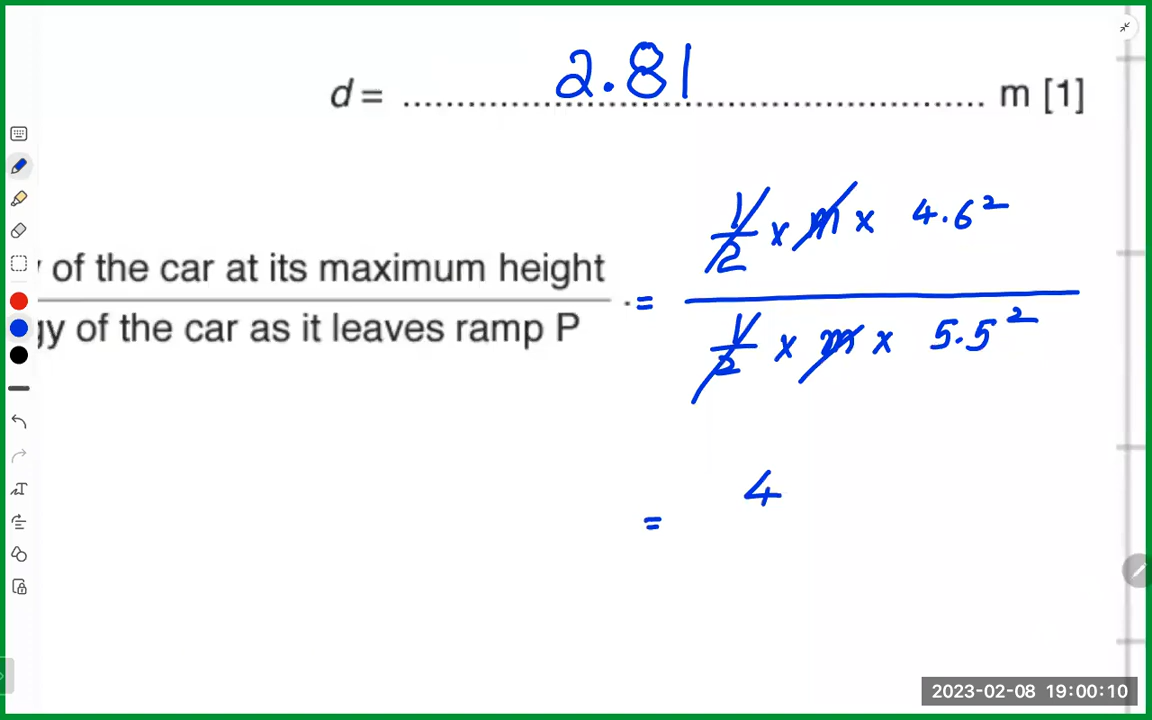 d = .................... 2.81 .................... m [1]
of the car at its maximum height
gy of the car as it leaves ramp P
=
1/2 × m × 4.6²
1/2 × m × 5.5²
= 4
2023-02-08 19:00:10